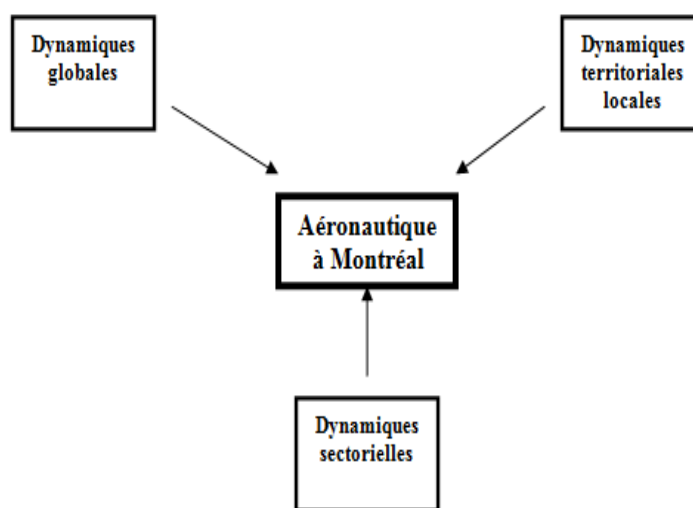 Dynamiques
globales
Dynamiques
territoriales
locales
Aéronautique
à Montréal
Dynamiques
sectorielles